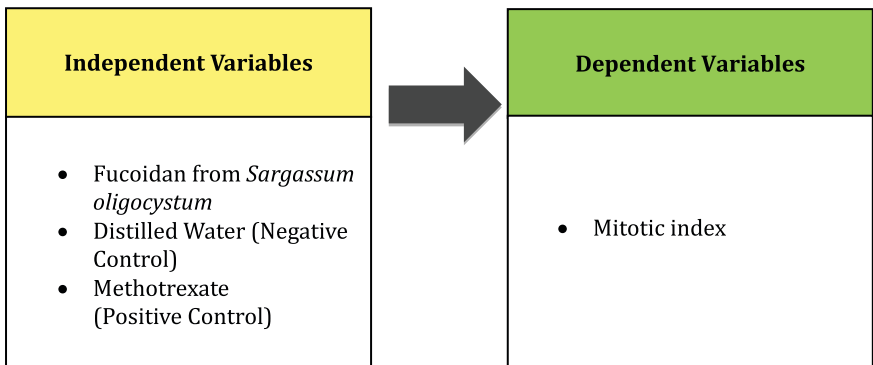 Independent Variables
• Fucoidan from Sargassum
oligocystum
• Distilled Water (Negative
Control)
• Methotrexate
(Positive Control)
Dependent Variables
• Mitotic index